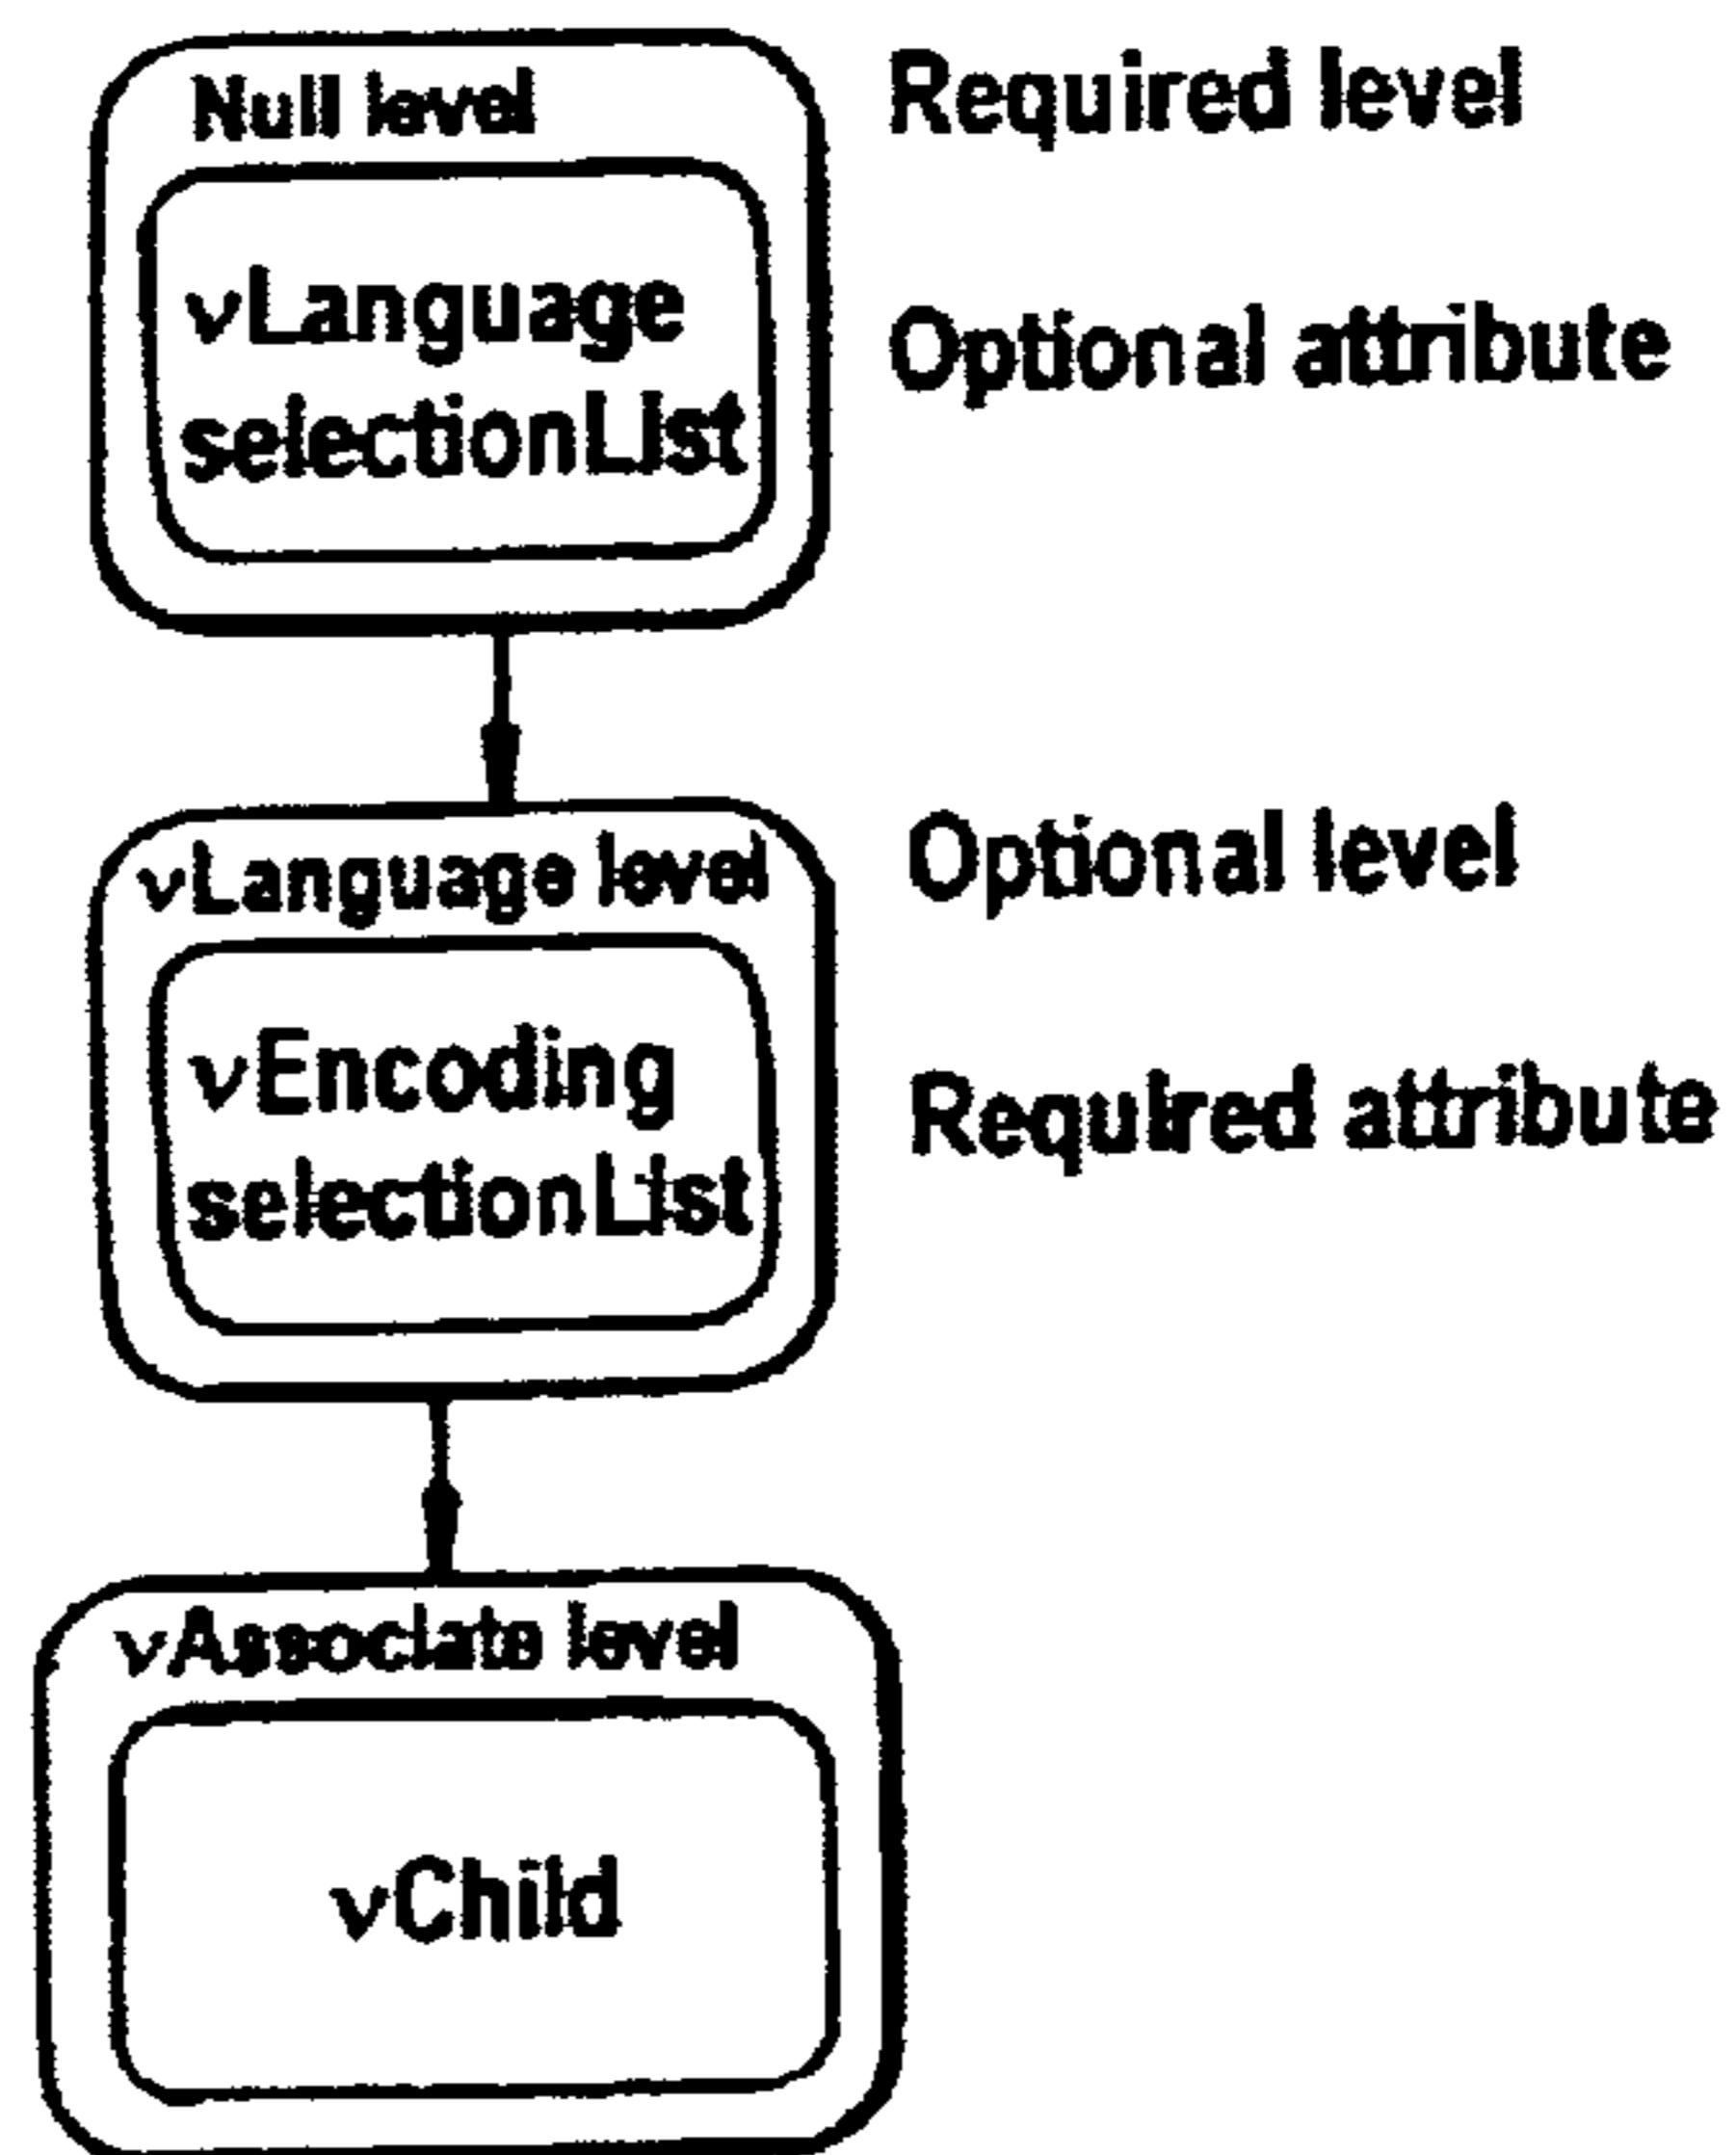 Null level
Required level
vLanguage
selectionList
Optional attribute
vLanguage level
Optional level
vEncoding
selectionList
Required attribute
vAssociate level
vChild